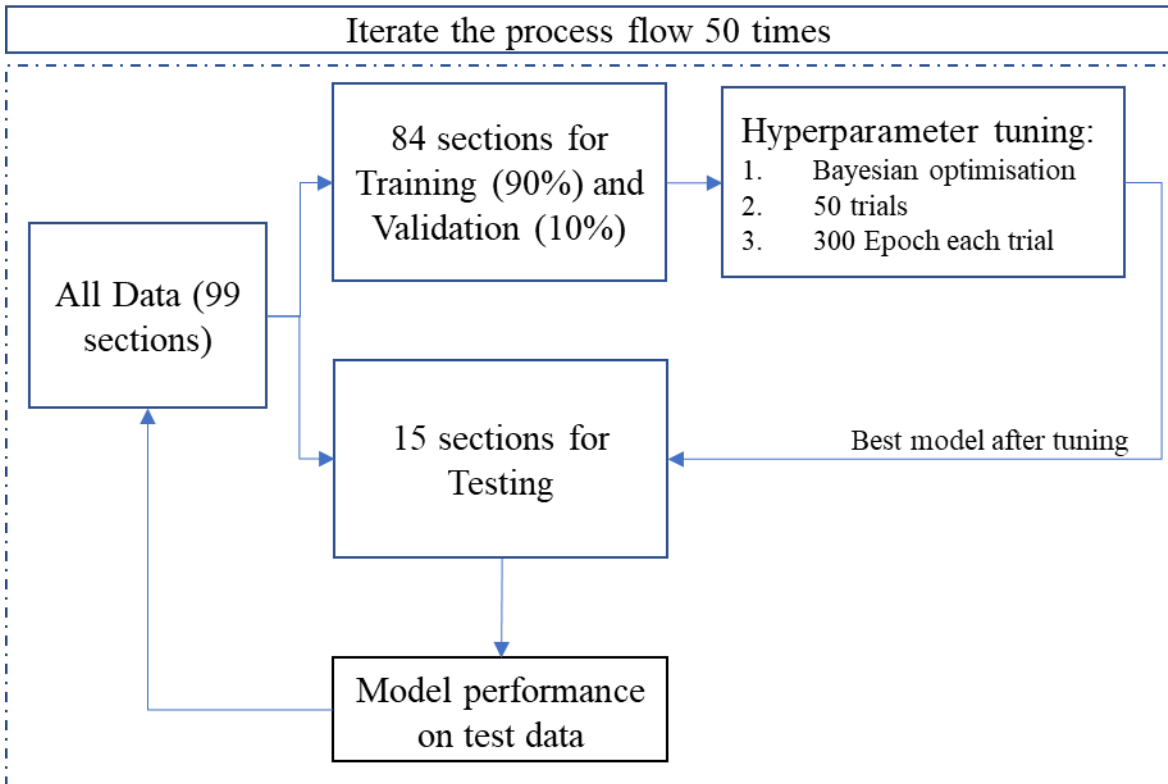 Iterate the process flow 50 times
84 sections for
Training (90%) and
Validation (10%)
Hyperparameter tuning:
1. Bayesian optimisation
2. 50 trials
3. 300 Epoch each trial
All Data (99
sections)
15 sections for
Testing
Best model after tuning
Model performance
on test data